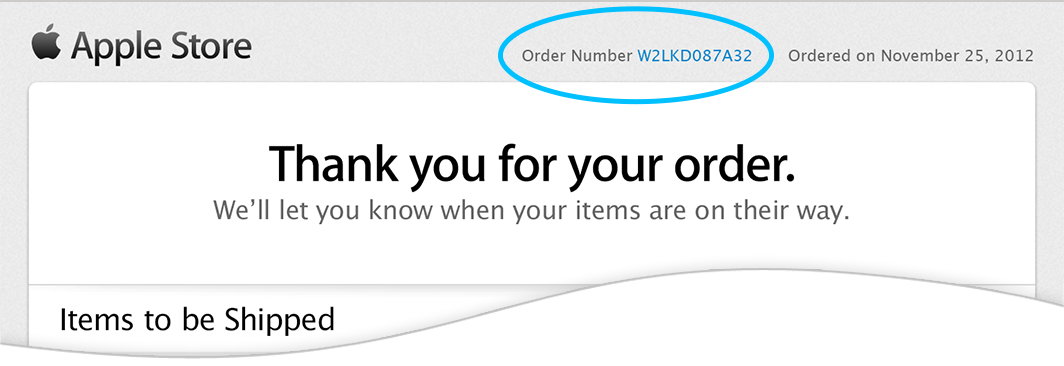 Apple Store
Order Number W2LKD087A32 Ordered on November 25, 2012
Thank you for your order.
We’ll let you know when your items are on their way.
Items to be Shipped